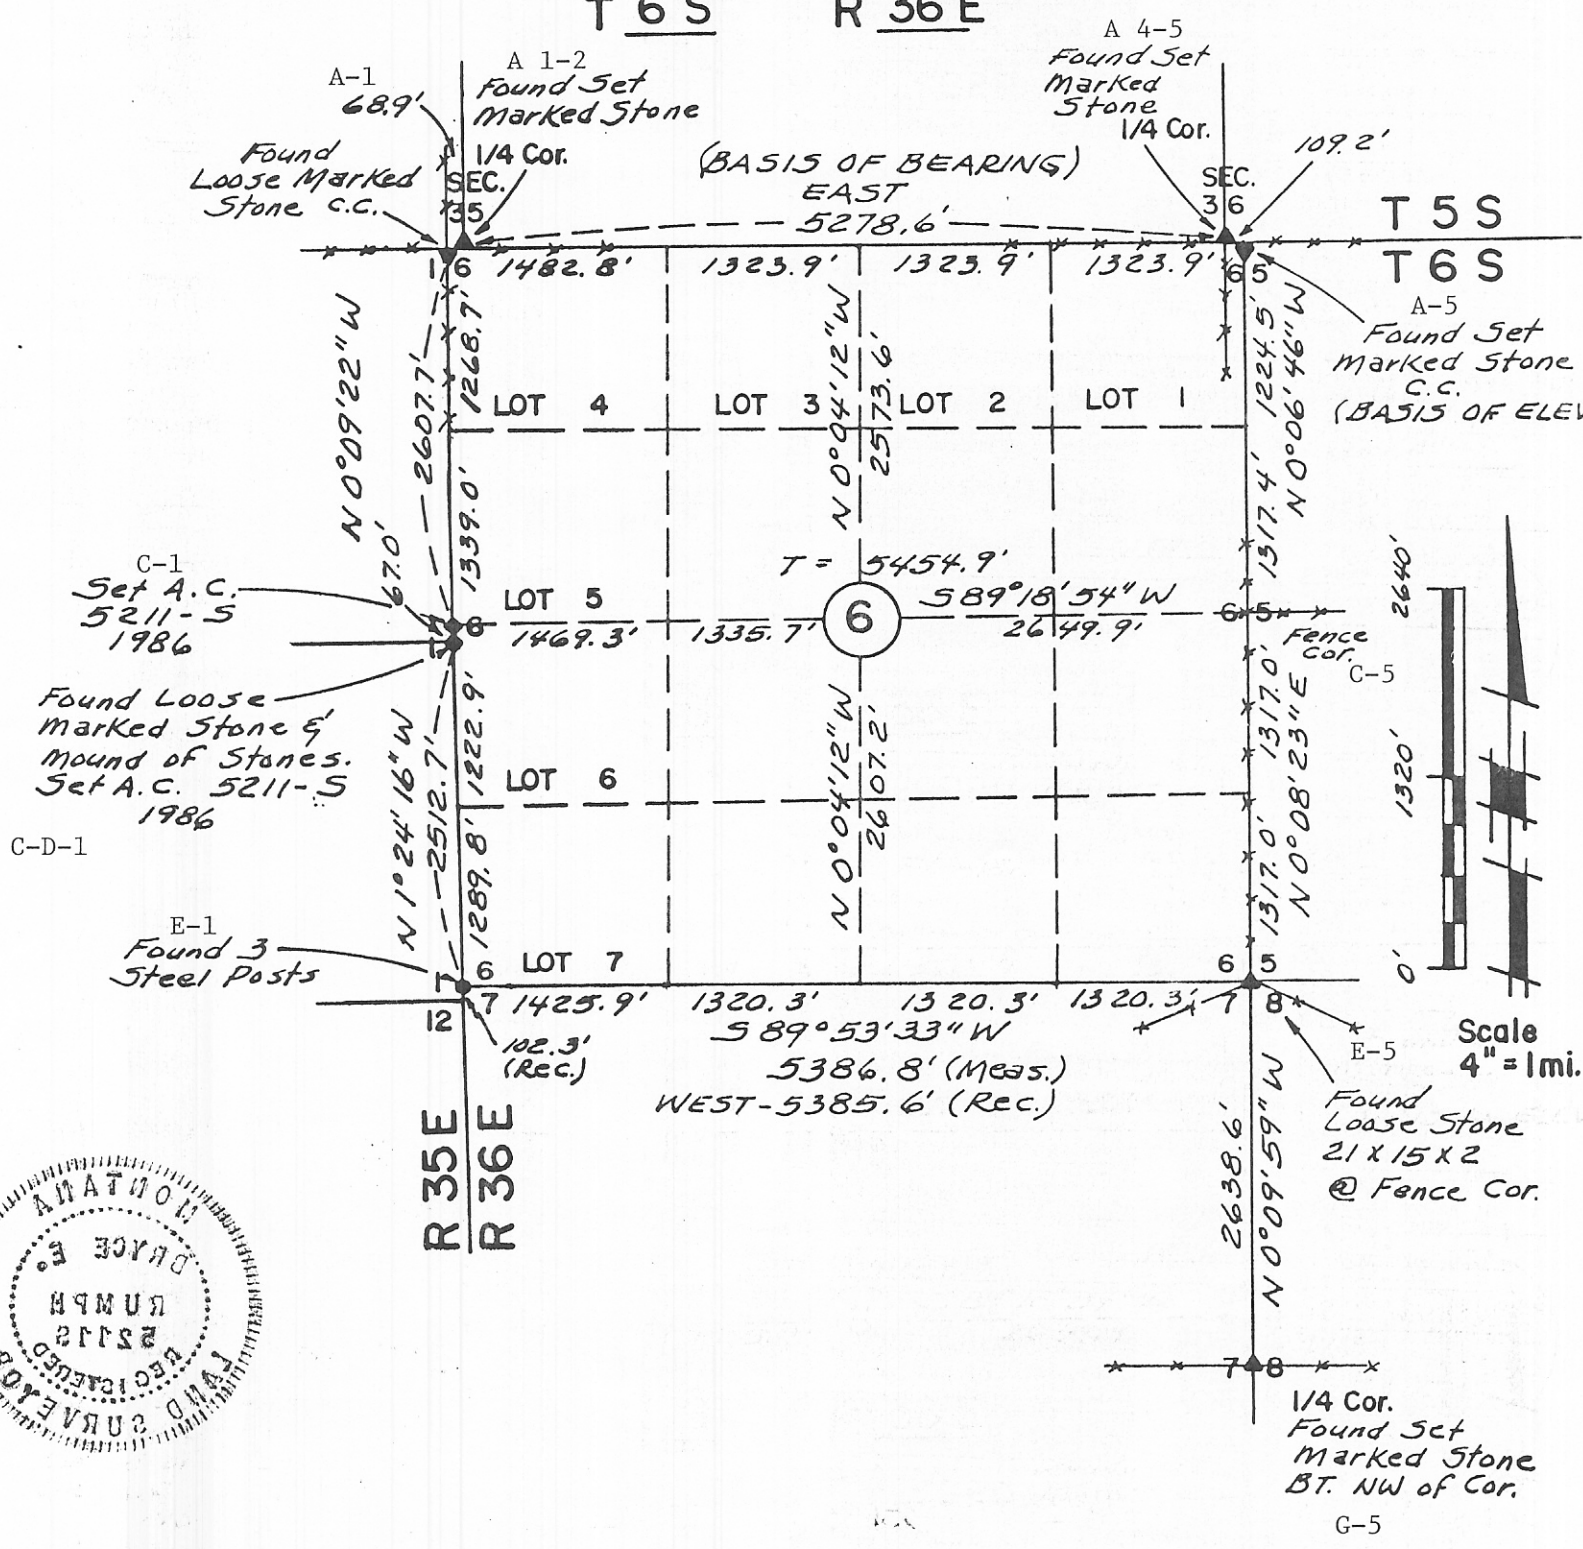 T 6 S R 36 E
A-1
68.9'
A 1-2
Found Set
Marked Stone
1/4 Cor.
SEC.
35
Found
Loose Marked
Stone C.C.
(BASIS OF BEARING)
EAST
5278.6'
A 4-5
Found Set
Marked
Stone
1/4 Cor.
109.2'
SEC.
36
T 5 S
T 6 S
1 6 1482.8' 1323.9' 1323.9' 1323.9' 6 5
A-5
Found Set
Marked Stone
C.C.
(BASIS OF ELEV
N 0°09'22" W
2607.7'
1268.7'
1339.0'
N 0°04'12" W
2573.6'
1224.5'
1317.4'
N 0°06'46" W
LOT 4 LOT 3 LOT 2 LOT 1
C-1
Set A.C.
5211-S
1986
67.0'
T = 5454.9'
LOT 5
S 89°18'54" W
1 6 1469.3' 1335.7' 6 2649.9' 6 5
Fence
Cor.
C-5
Found Loose
Marked Stone &
Mound of Stones.
Set A.C. 5211-S
1986
C-D-1
N 1°24'16" W
2512.7'
1222.9'
1289.8'
N 0°04'12" W
2607.2'
1317.0'
1317.0'
N 0°08'23" E
LOT 6
E-1
Found 3
Steel Posts
6 LOT 7
12
7 1425.9' 1320.3' 1320.3' 1320.3'
6 5
7 8
102.3'
(Rec.)
S 89°53'33" W
5386.8' (Meas.)
WEST-5385.6' (Rec.)
E-5
Found
Loose Stone
21 X 15 X 2
@ Fence Cor.
2640'
1320'
0'
Scale
4" = 1mi.
R 35 E
R 36 E
2638.6'
N 0°09'59" W
7 8
1/4 Cor.
Found Set
Marked Stone
BT. NW of Cor.
G-5
MONTANA
BRYCE E.
RUMPH
5211S
REGISTERED
LAND SURVEYOR